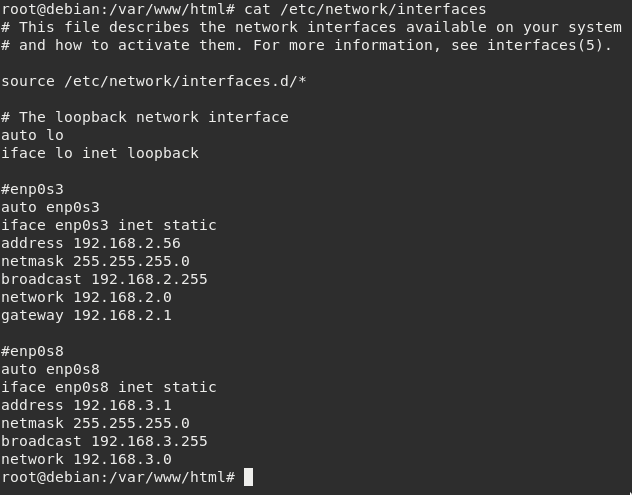 root@debian:/var/www/html# cat /etc/network/interfaces
# This file describes the network interfaces available on your system
# and how to activate them. For more information, see interfaces(5).
source /etc/network/interfaces.d/*
# The loopback network interface
auto lo
iface lo inet loopback
#enp0s3
auto enp0s3
iface enp0s3 inet static
address 192.168.2.56
netmask 255.255.255.0
broadcast 192.168.2.255
network 192.168.2.0
gateway 192.168.2.1
#enp0s8
auto enp0s8
iface enp0s8 inet static
address 192.168.3.1
netmask 255.255.255.0
broadcast 192.168.3.255
network 192.168.3.0
root@debian:/var/www/html#